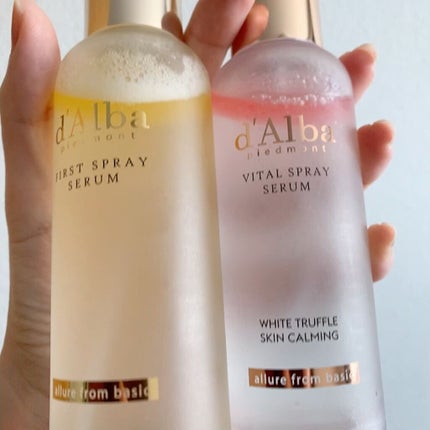 d'Alba
piedmont
FIRST SPRAY
SERUM
allure from basic
d'Alba
piedmont
VITAL SPRAY
SERUM
WHITE TRUFFLE
SKIN CALMING
allure from basic